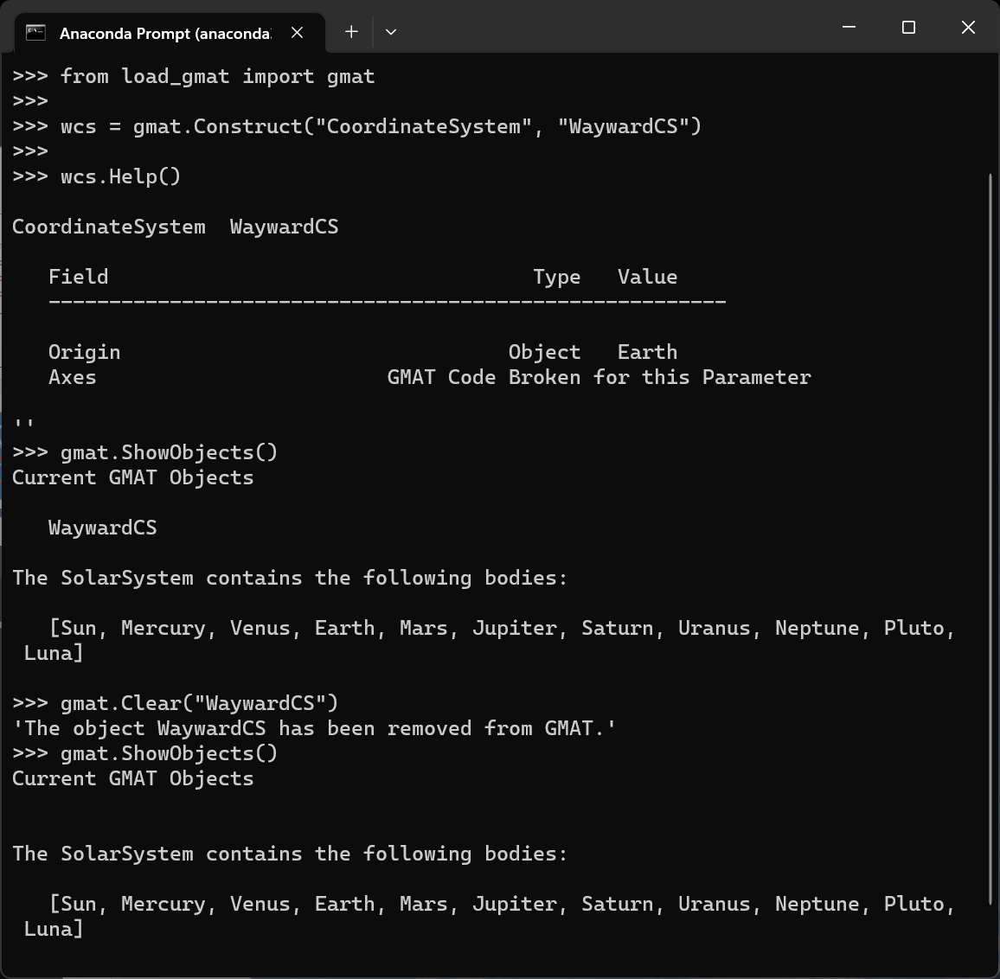 Anaconda Prompt (anaconda
>>> from load_gmat import gmat
>>>
>>> wcs = gmat.Construct("CoordinateSystem", "WaywardCS")
>>>
>>> wcs.Help()
CoordinateSystem  WaywardCS
   Field                                   Type   Value
   --------------------------------------------------------
   Origin                                Object   Earth
   Axes                        GMAT Code Broken for this Parameter
''
>>> gmat.ShowObjects()
Current GMAT Objects
   WaywardCS
The SolarSystem contains the following bodies:
   [Sun, Mercury, Venus, Earth, Mars, Jupiter, Saturn, Uranus, Neptune, Pluto,
 Luna]
>>> gmat.Clear("WaywardCS")
'The object WaywardCS has been removed from GMAT.'
>>> gmat.ShowObjects()
Current GMAT Objects
The SolarSystem contains the following bodies:
   [Sun, Mercury, Venus, Earth, Mars, Jupiter, Saturn, Uranus, Neptune, Pluto,
 Luna]